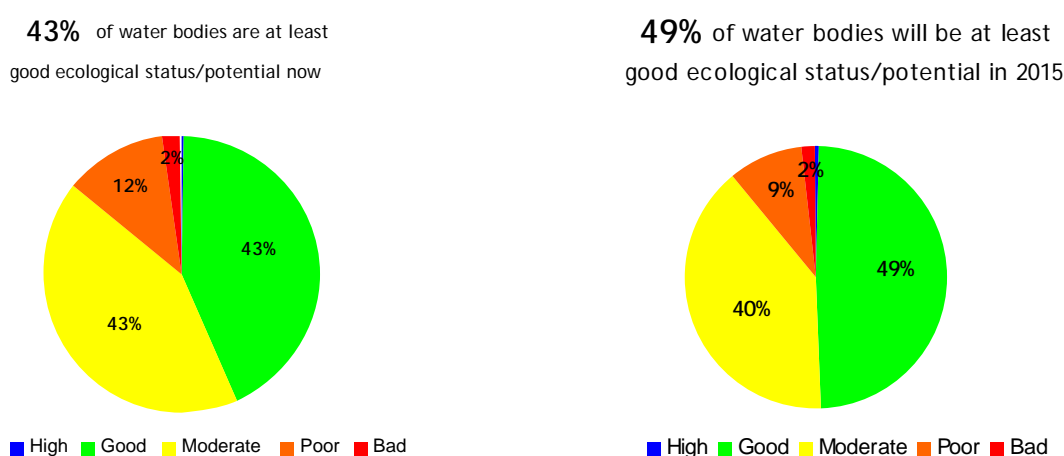 43% of water bodies are at least
good ecological status/potential now
2%
12%
43%
43%
High Good Moderate Poor Bad
49% of water bodies will be at least
good ecological status/potential in 2015
2%
9%
49%
40%
High Good Moderate Poor Bad